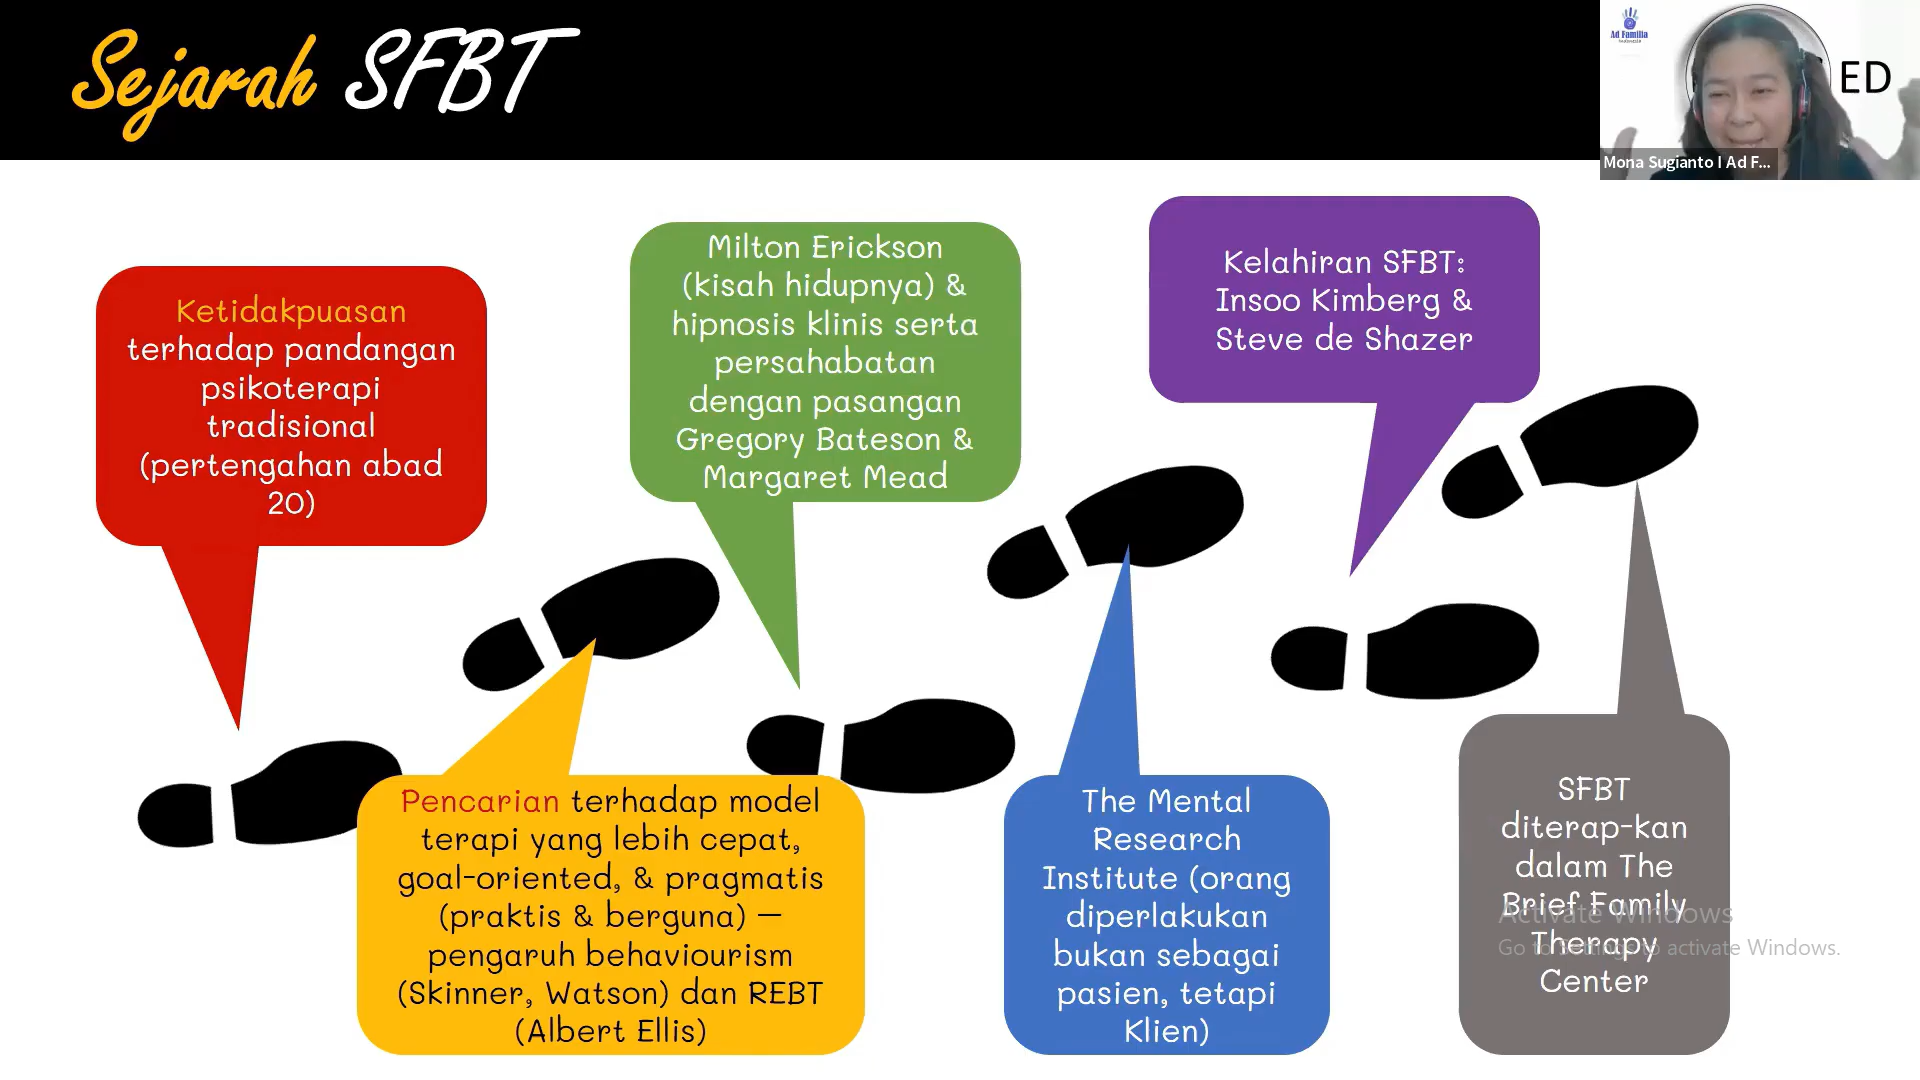 Sejarah SFBT
Ad Familia
ED
Mona Sugianto I Ad F...
Ketidakpuasan
terhadap pandangan
psikoterapi
tradisional
(pertengahan abad
20)
Milton Erickson
(kisah hidupnya) &
hipnosis klinis serta
persahabatan
dengan pasangan
Gregory Bateson &
Margaret Mead
Kelahiran SFBT:
Insoo Kimberg &
Steve de Shazer
Pencarian terhadap model
terapi yang lebih cepat,
goal-oriented, & pragmatis
(praktis & berguna) –
pengaruh behaviourism
(Skinner, Watson) dan REBT
(Albert Ellis)
The Mental
Research
Institute (orang
diperlakukan
bukan sebagai
pasien, tetapi
Klien)
SFBT
diterap-kan
dalam The
Brief Family
Therapy
Center
Activate Windows
Go to Settings to activate Windows.